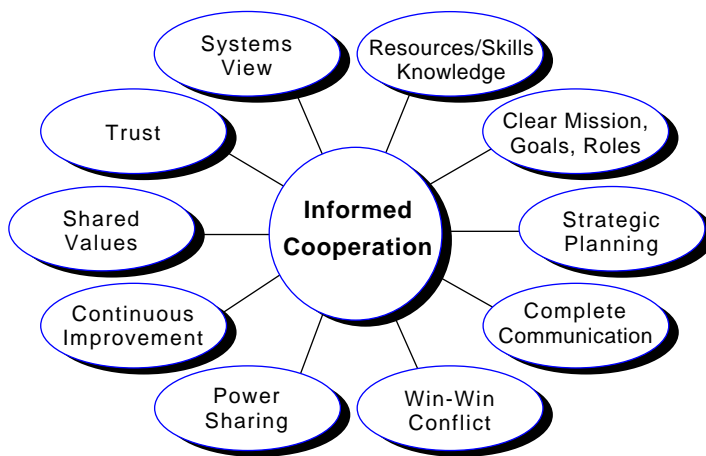 Systems
View
Resources/Skills
Knowledge
Trust
Clear Mission,
Goals, Roles
Informed
Cooperation
Shared
Values
Strategic
Planning
Continuous
Improvement
Complete
Communication
Power
Sharing
Win-Win
Conflict